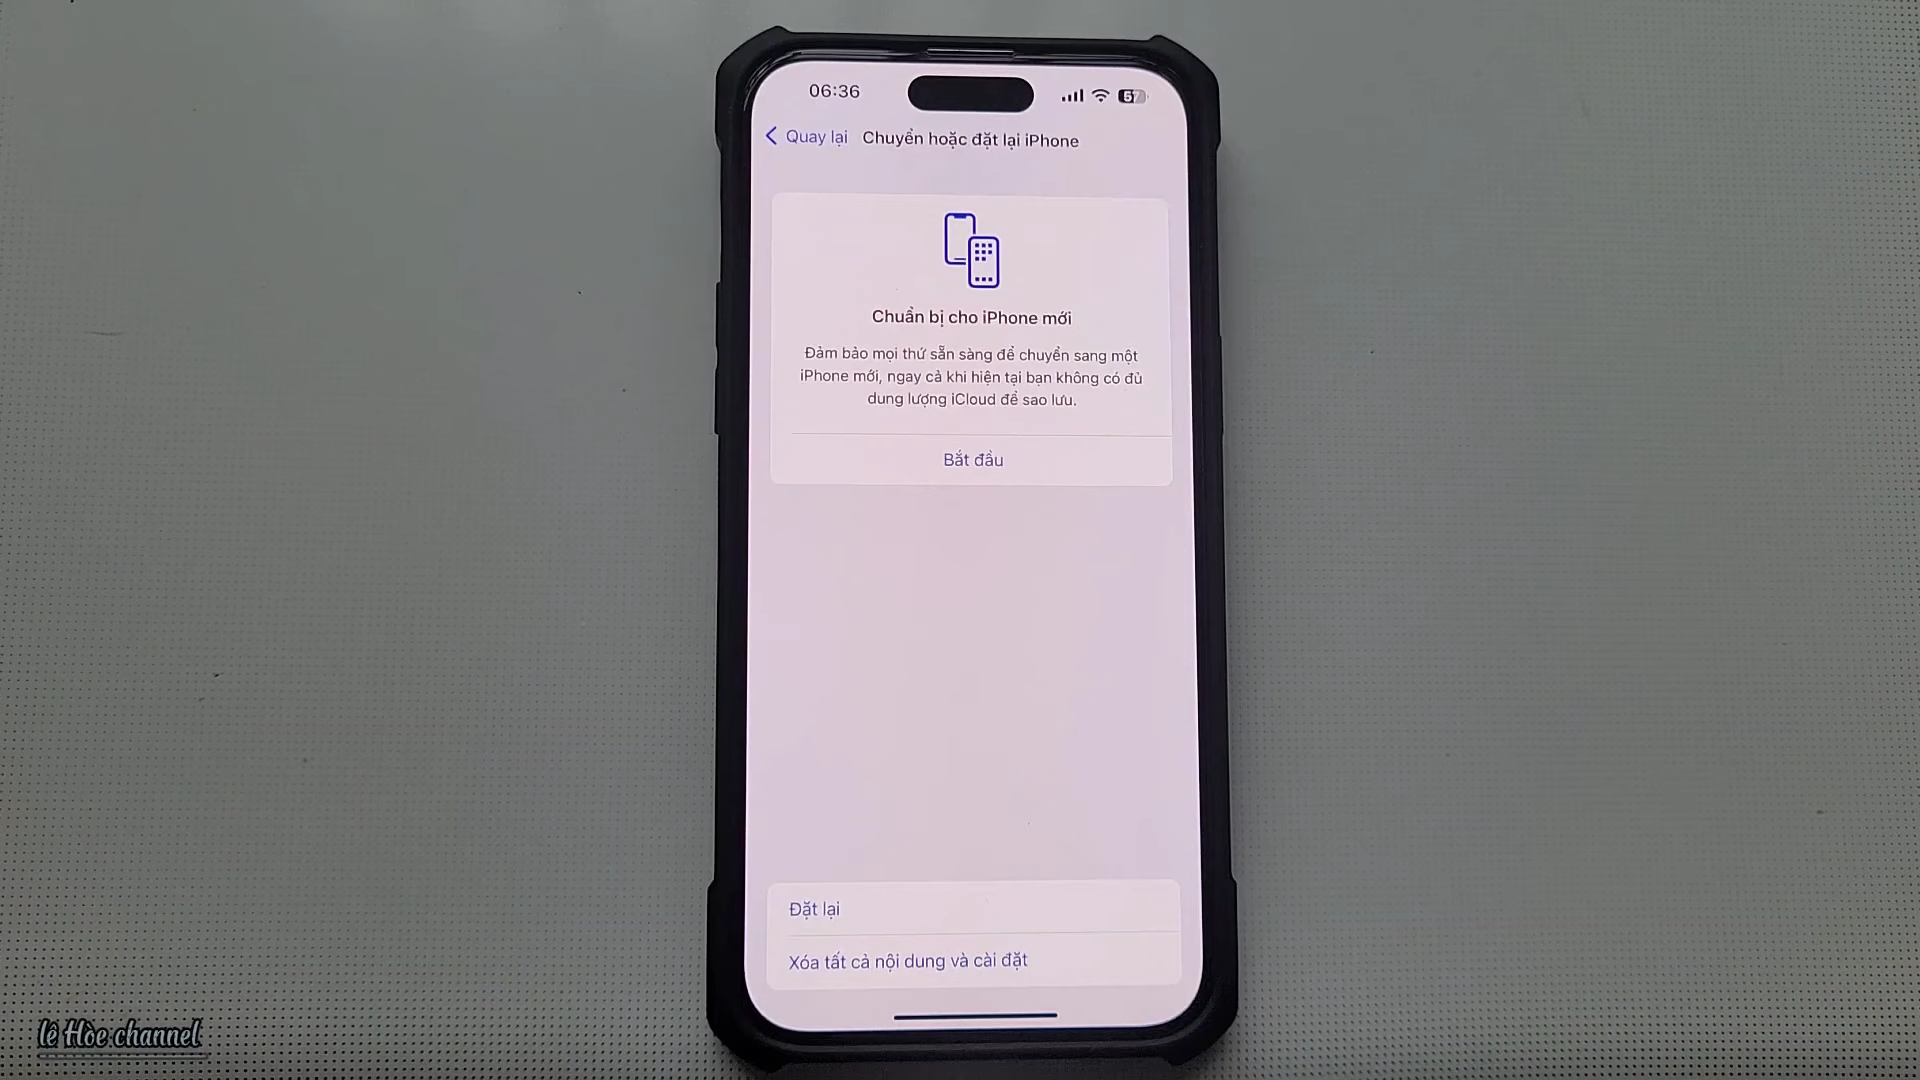 06:36
57
Quay lại
Chuyển hoặc đặt lại iPhone
Chuẩn bị cho iPhone mới
Đảm bảo mọi thứ sẵn sàng để chuyển sang một
iPhone mới, ngay cả khi hiện tại bạn không có đủ
dung lượng iCloud để sao lưu.
Bắt đầu
Đặt lại
Xóa tất cả nội dung và cài đặt
lê Hòe channel